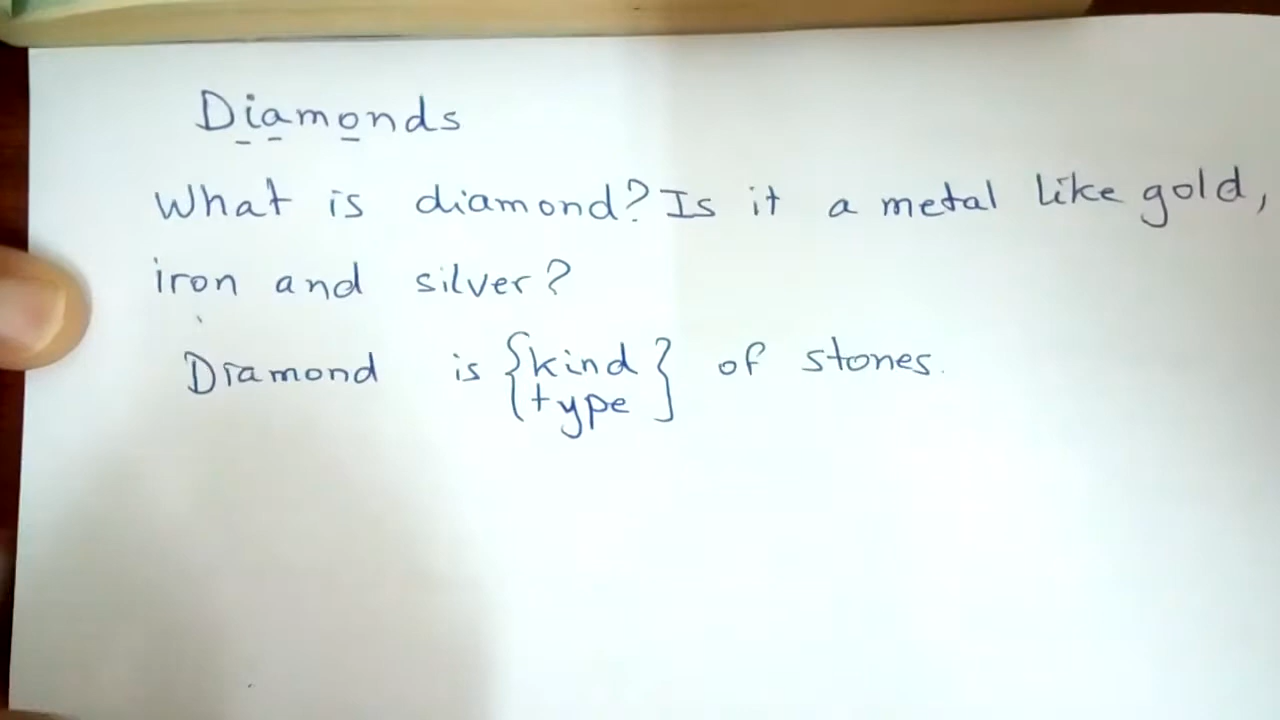 Diamonds
What is diamond? Is it a metal like gold,
iron and silver?
Diamond is {kind} of stones.
{type}